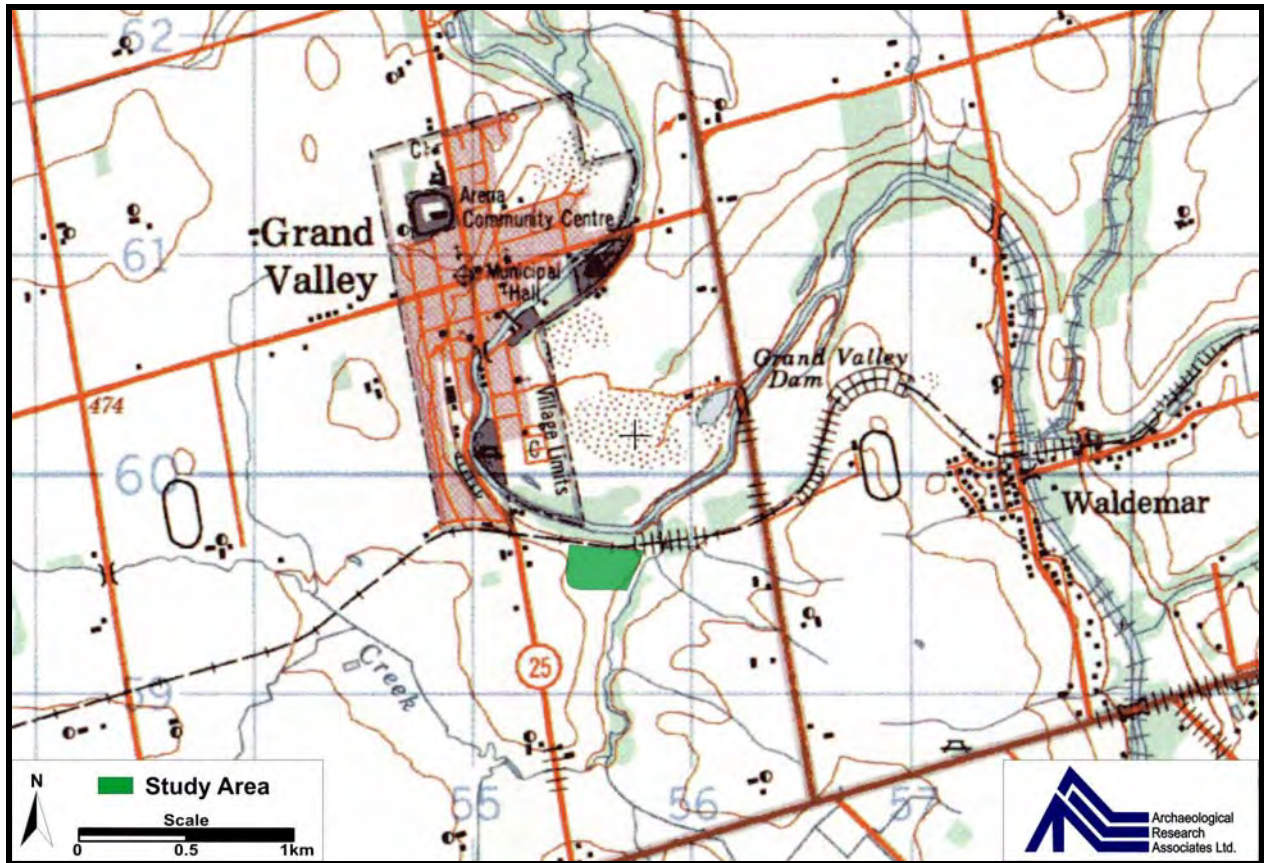 62
C
Arena
Community Centre
Grand
Valley
61
Municipal
Hall
Grand Valley
Dam
474
Village Limits
C
60
Waldemar
25
Creek
59
55
56
57
N
Study Area
Scale
0
0.5
1km
Archaeological
Research
Associates Ltd.